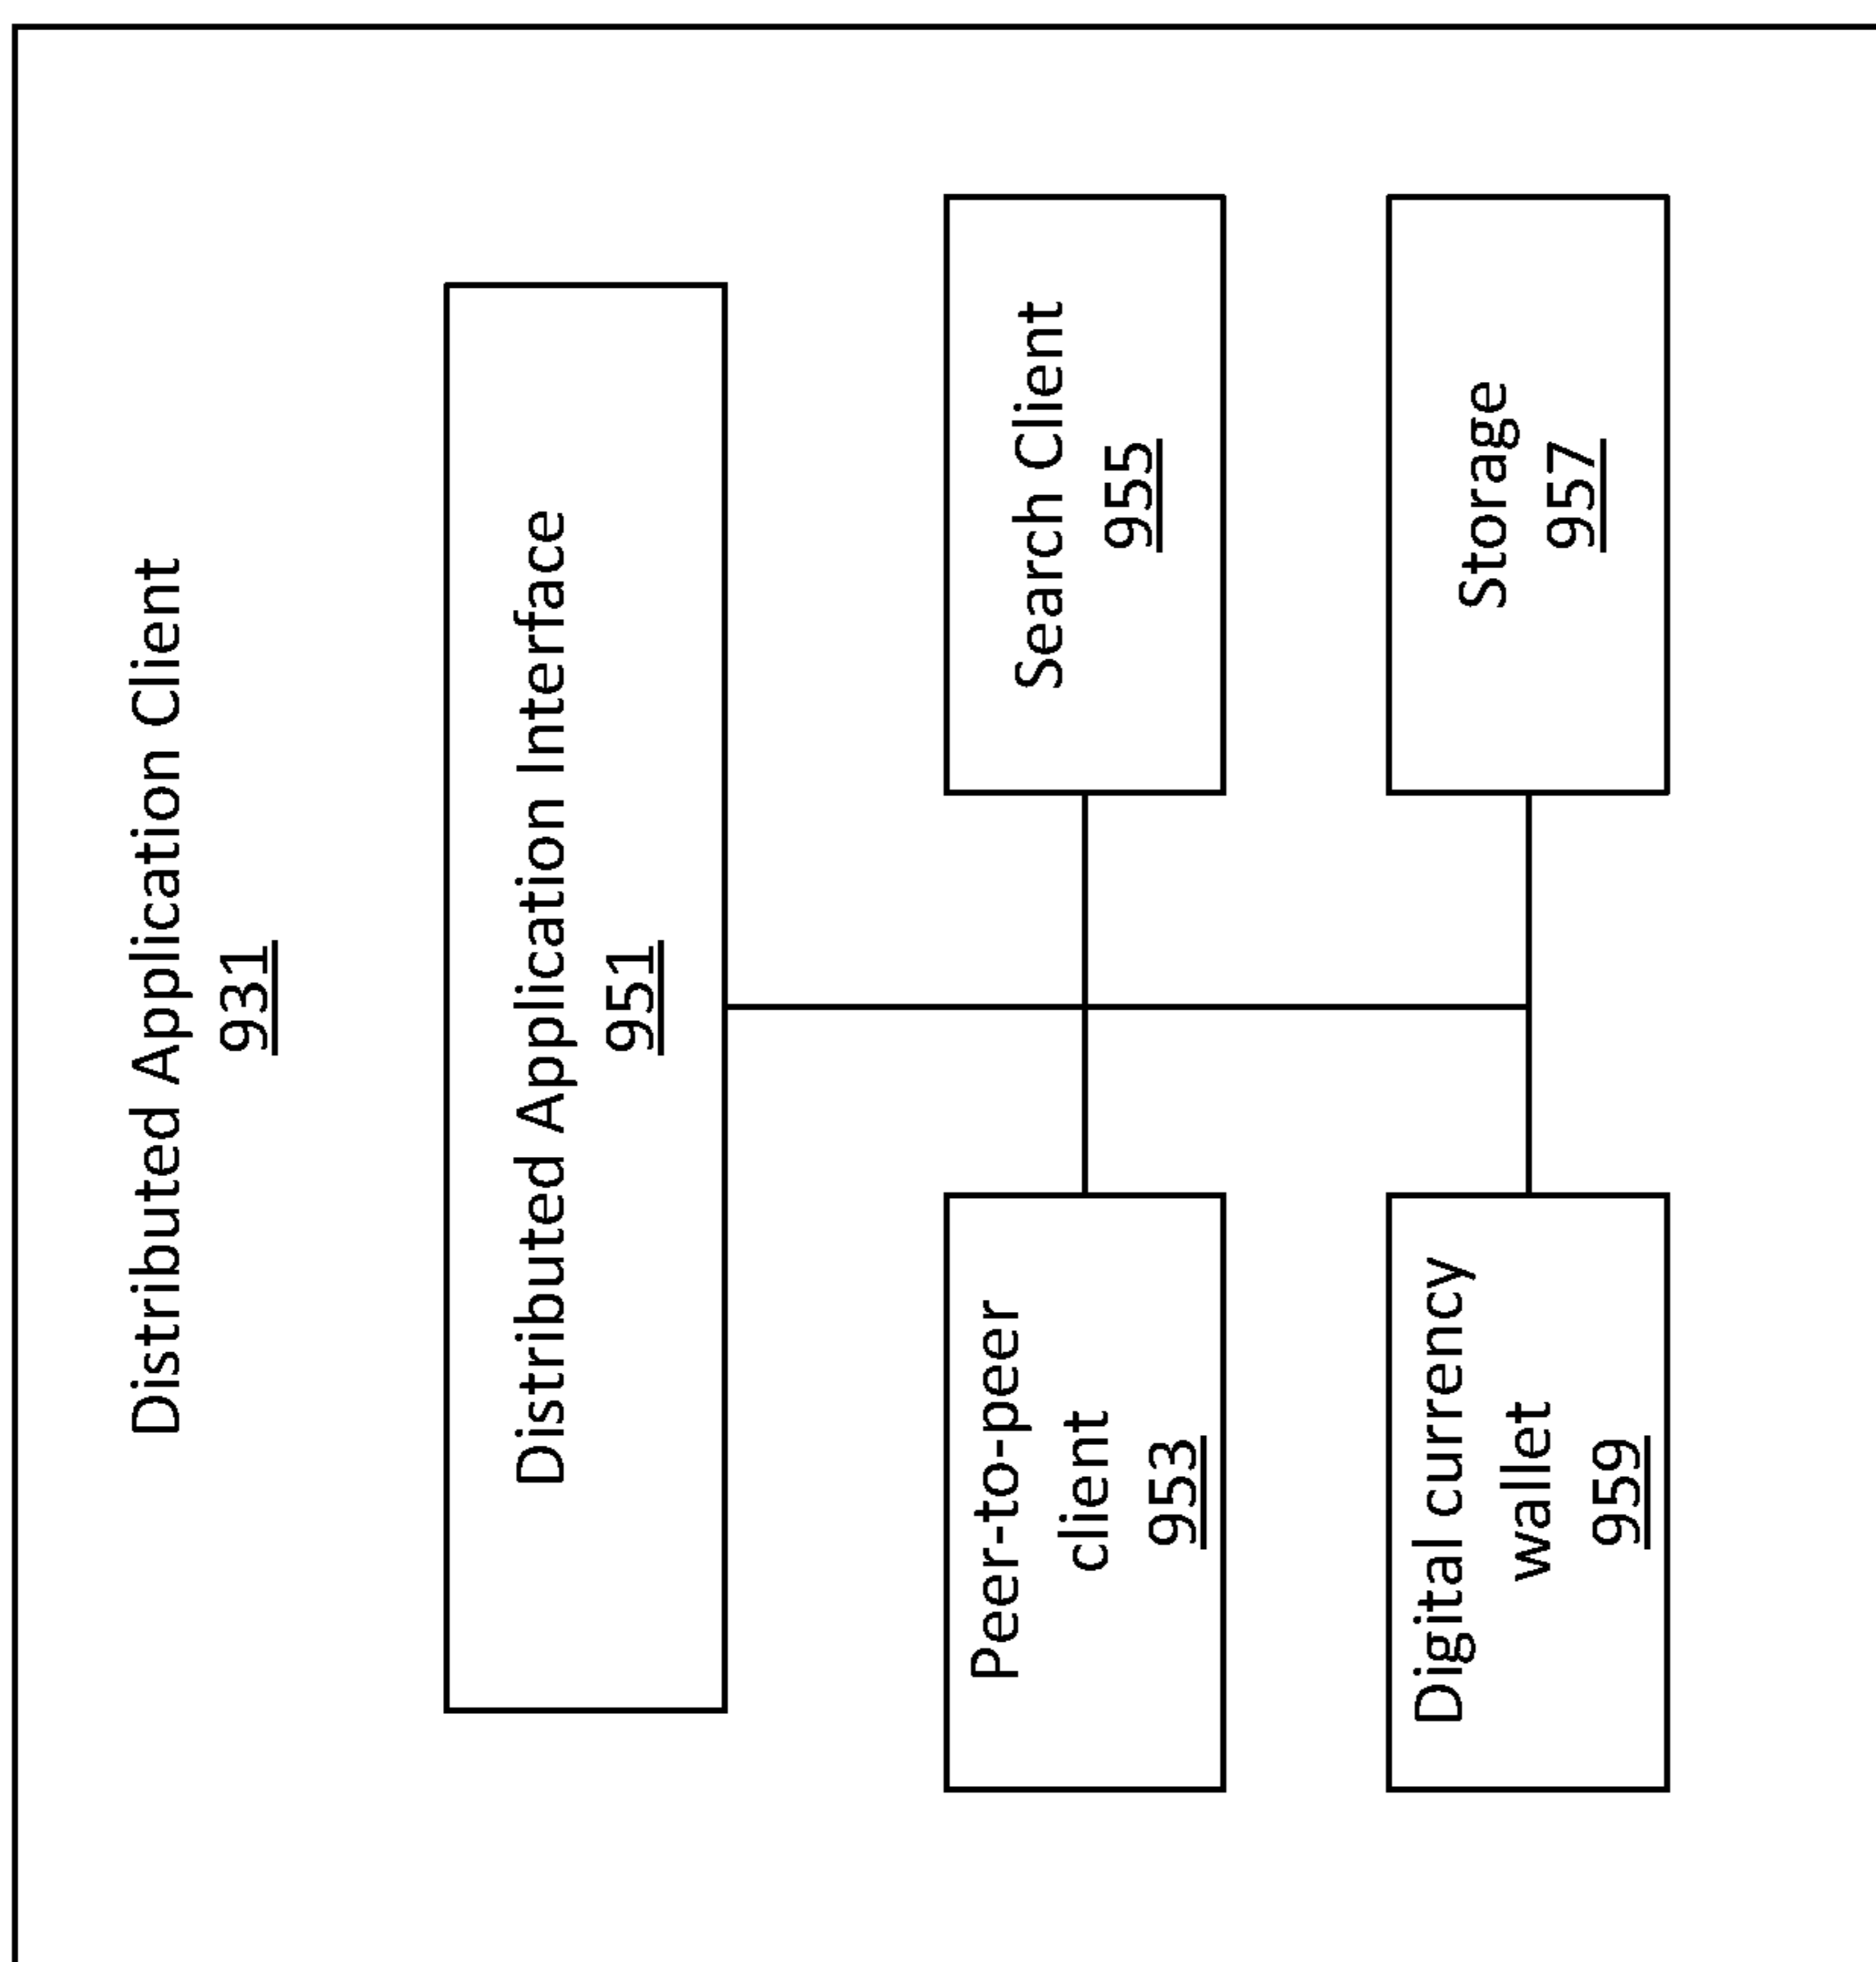 Distributed Application Client
931
Distributed Application Interface
951
Peer-to-peer
client
953
Search Client
955
Digital currency
wallet
959
Storage
957